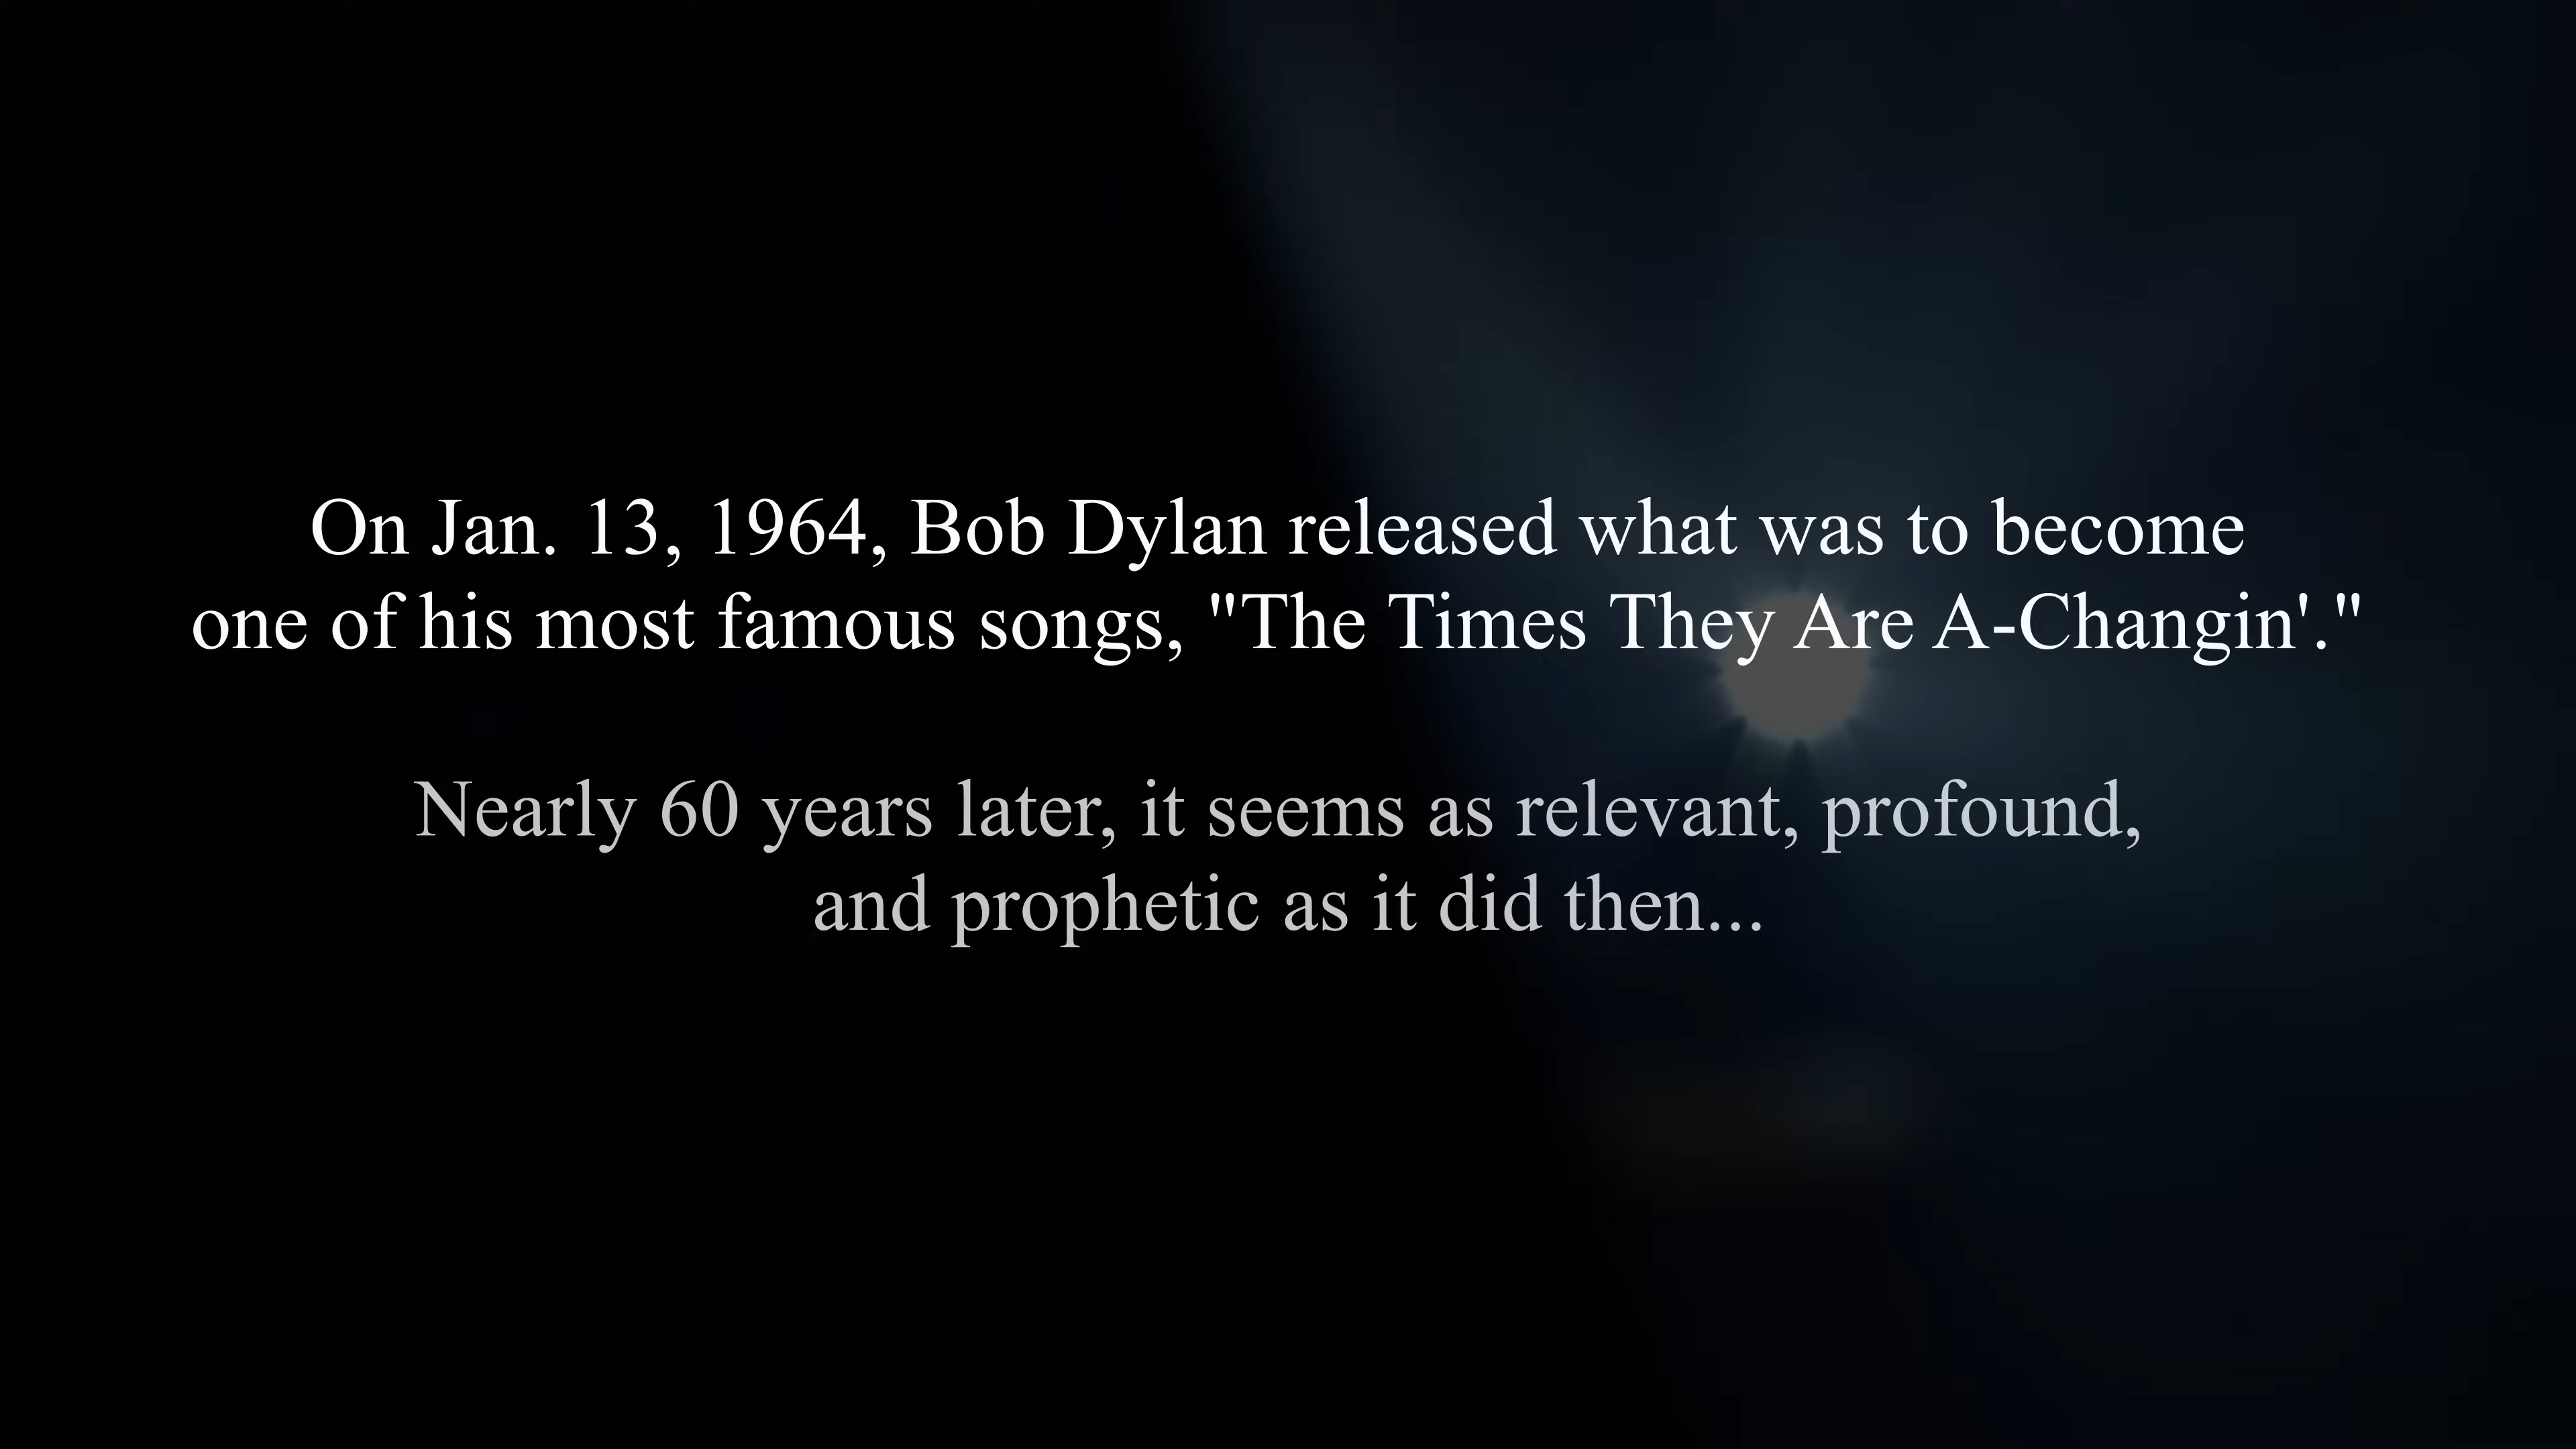 On Jan. 13, 1964, Bob Dylan released what was to become
one of his most famous songs, "The Times They Are A-Changin'."
Nearly 60 years later, it seems as relevant, profound,
and prophetic as it did then...